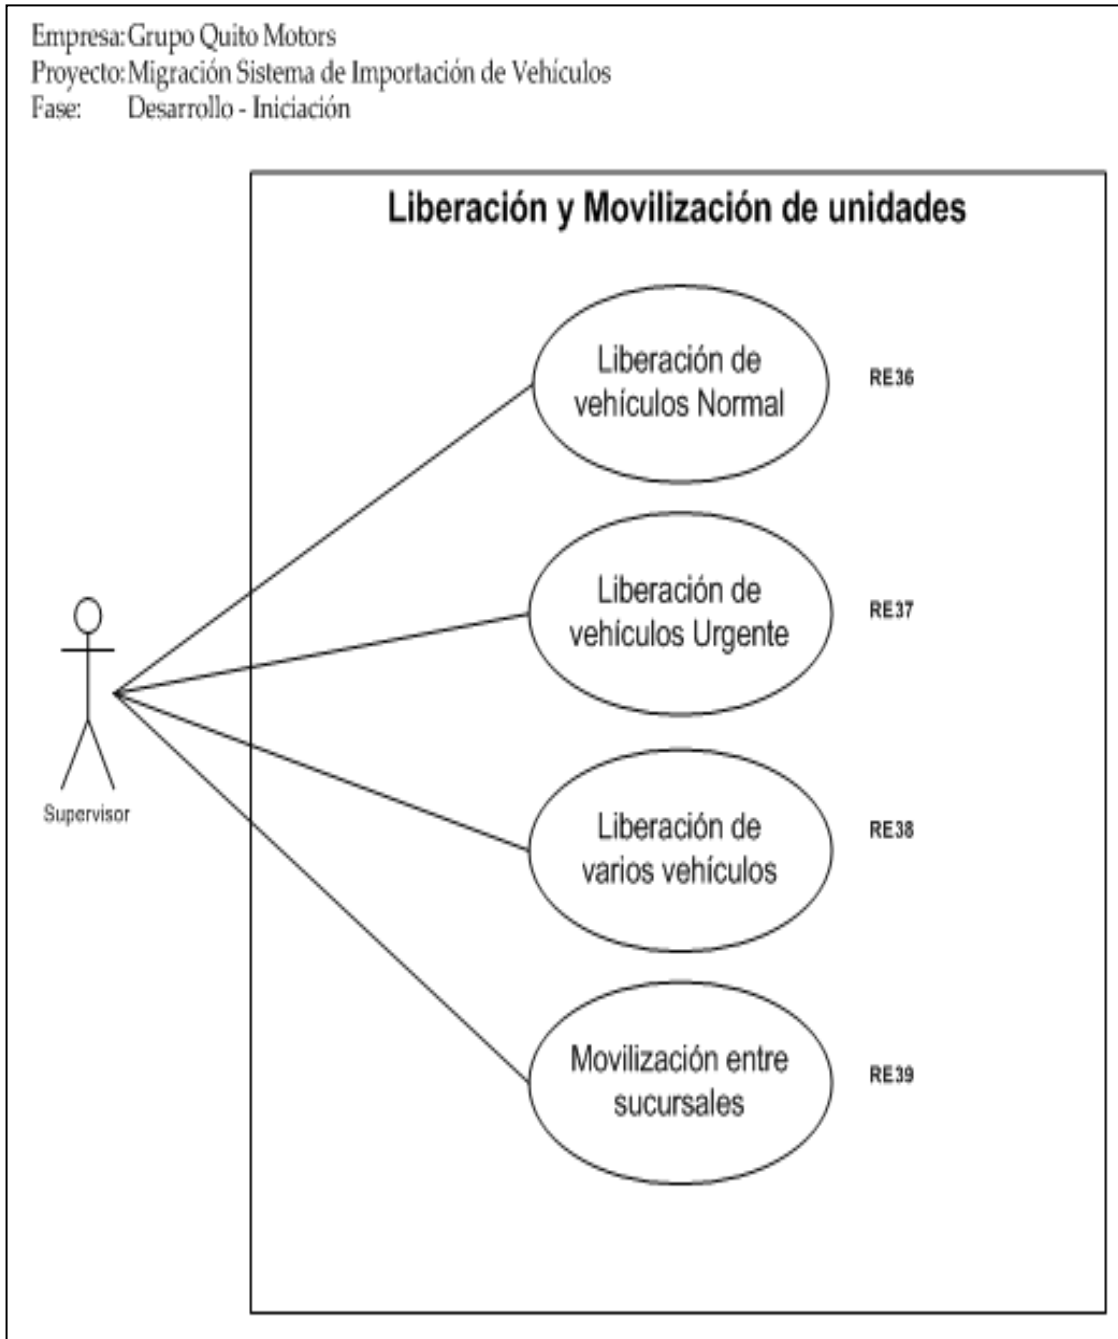 Empresa: Grupo Quito Motors
Proyecto: Migración Sistema de Importación de Vehículos
Fase: Desarrollo - Iniciación
Liberación y Movilización de unidades
Liberación de
vehículos Normal
RE36
Liberación de
vehículos Urgente
RE37
Supervisor
Liberación de
varios vehículos
RE38
Movilización entre
sucursales
RE39